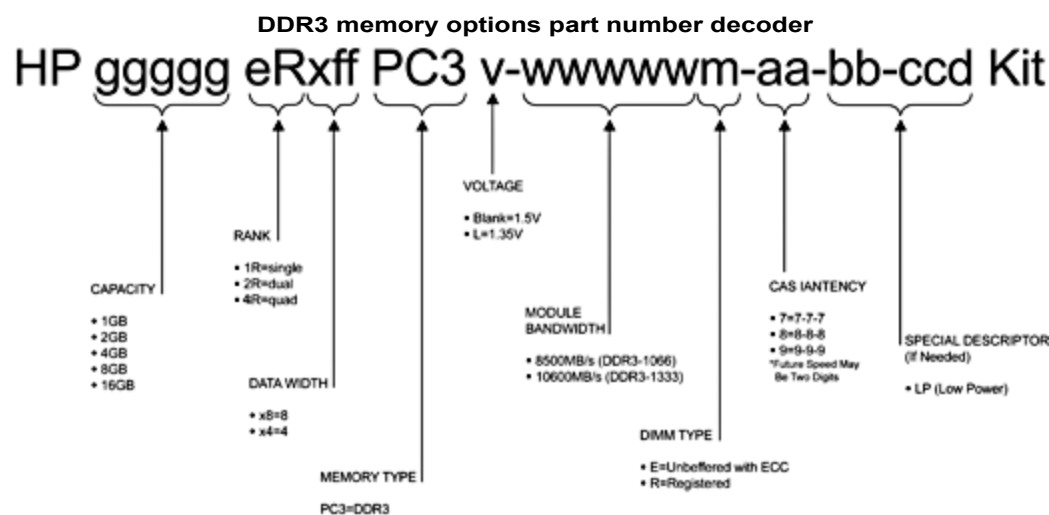 DDR3 memory options part number decoder
HP ggggg eRxff PC3 v-wwwwwm-aa-bb-ccd Kit
CAPACITY
• 1GB
• 2GB
• 4GB
• 8GB
• 16GB
RANK
• 1R=single
• 2R=dual
• 4R=quad
DATA WIDTH
• x8=8
• x4=4
MEMORY TYPE
PC3=DDR3
VOLTAGE
• Blank=1.5V
• L=1.35V
MODULE
BANDWIDTH
• 8500MB/s (DDR3-1066)
• 10600MB/s (DDR3-1333)
DIMM TYPE
• E=Unbeffered with ECC
• R=Registered
CAS IANTENCY
• 7=7-7-7
• 8=8-8-8
• 9=9-9-9
*Future Speed May
Be Two Digits
SPECIAL DESCRIPTOR
(If Needed)
• LP (Low Power)